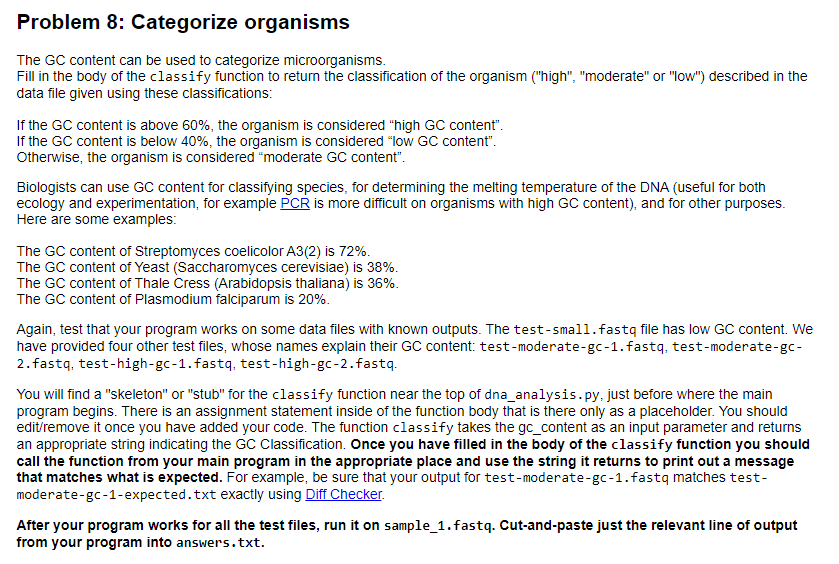 Problem 8: Categorize organisms
The GC content can be used to categorize microorganisms.
Fill in the body of the classify function to return the classification of the organism ("high", "moderate" or "low") described in the
data file given using these classifications:
If the GC content is above 60%, the organism is considered “high GC content”.
If the GC content is below 40%, the organism is considered “low GC content”.
Otherwise, the organism is considered “moderate GC content”.
Biologists can use GC content for classifying species, for determining the melting temperature of the DNA (useful for both
ecology and experimentation, for example PCR is more difficult on organisms with high GC content), and for other purposes.
Here are some examples:
The GC content of Streptomyces coelicolor A3(2) is 72%.
The GC content of Yeast (Saccharomyces cerevisiae) is 38%.
The GC content of Thale Cress (Arabidopsis thaliana) is 36%.
The GC content of Plasmodium falciparum is 20%.
Again, test that your program works on some data files with known outputs. The test-small.fastq file has low GC content. We
have provided four other test files, whose names explain their GC content: test-moderate-gc-1.fastq, test-moderate-gc-
2.fastq, test-high-gc-1.fastq, test-high-gc-2.fastq.
You will find a "skeleton" or "stub" for the classify function near the top of dna_analysis.py, just before where the main
program begins. There is an assignment statement inside of the function body that is there only as a placeholder. You should
edit/remove it once you have added your code. The function classify takes the gc_content as an input parameter and returns
an appropriate string indicating the GC Classification. Once you have filled in the body of the classify function you should
call the function from your main program in the appropriate place and use the string it returns to print out a message
that matches what is expected. For example, be sure that your output for test-moderate-gc-1.fastq matches test-
moderate-gc-1-expected.txt exactly using Diff Checker.
After your program works for all the test files, run it on sample_1.fastq. Cut-and-paste just the relevant line of output
from your program into answers.txt.